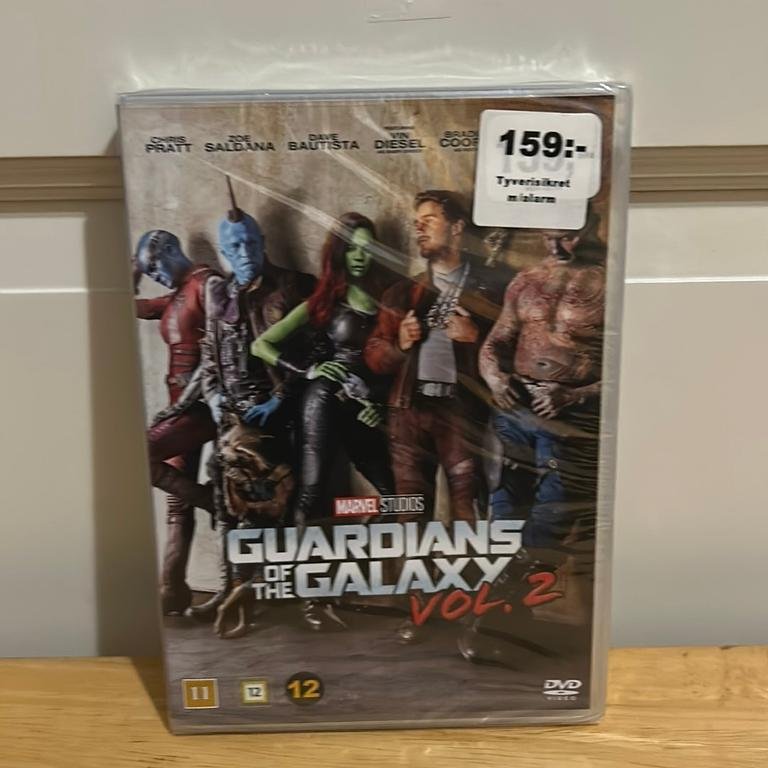 CHRIS PRATT
ZOE SALDANA
DAVE BAUTISTA
VIN DIESEL
159:-
Tyverisikret
m/alarm
MARVEL STUDIOS
GUARDIANS
OF THE GALAXY
VOL. 2
11
12
12
DVD
VIDEO